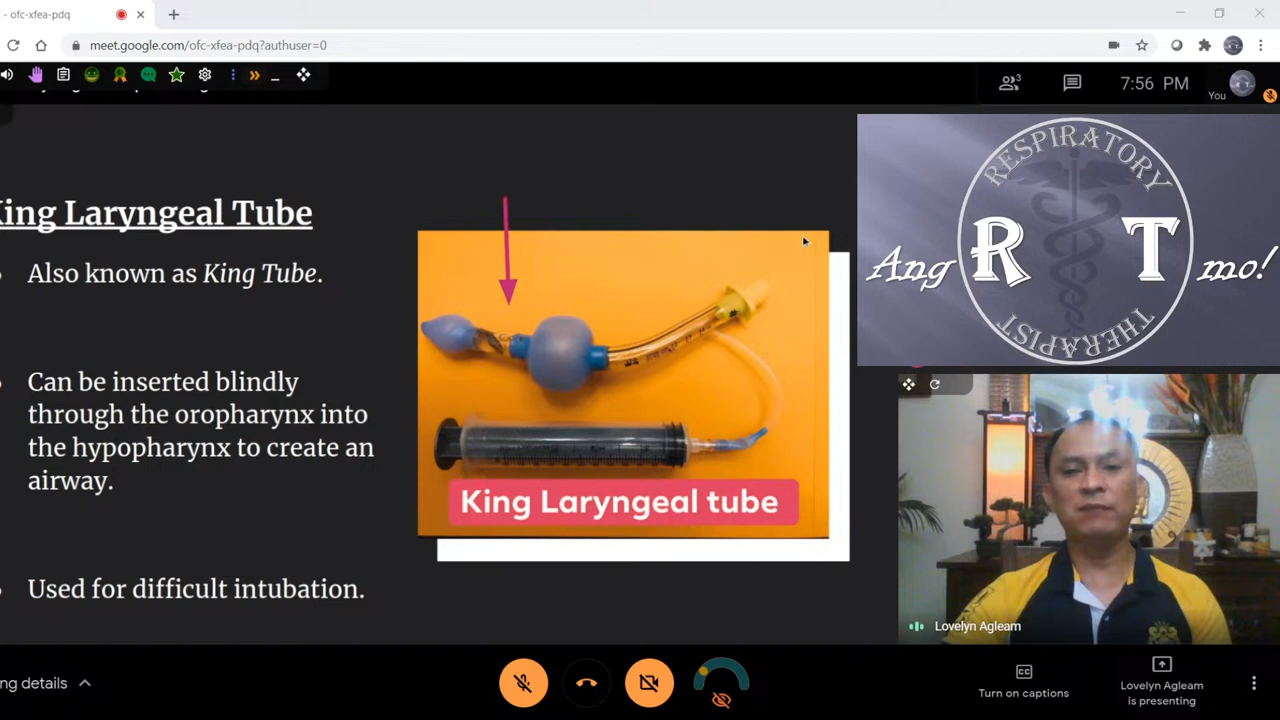 - ofc-xfea-pdq
meet.google.com/ofc-xfea-pdq?authuser=0
3
7:56 PM
You
King Laryngeal Tube
Also known as King Tube.
Can be inserted blindly
through the oropharynx into
the hypopharynx to create an
airway.
Used for difficult intubation.
King Laryngeal tube
RESPIRATORY
Ang RT mo!
THERAPIST
Lovelyn Agleam
ng details
Turn on captions
Lovelyn Agleam
is presenting